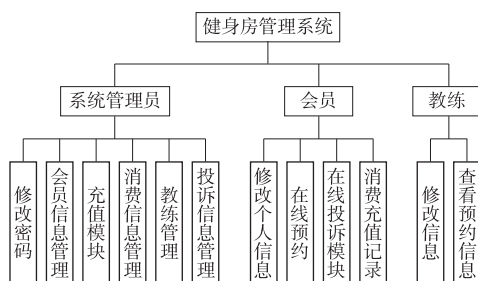 健身房管理系统
系统管理员
会员
教练
修改密码
会员信息管理
充值模块
消费信息管理
教练管理
投诉信息管理
修改个人信息
在线预约
在线投诉模块
消费充值记录
修改信息
查看预约信息